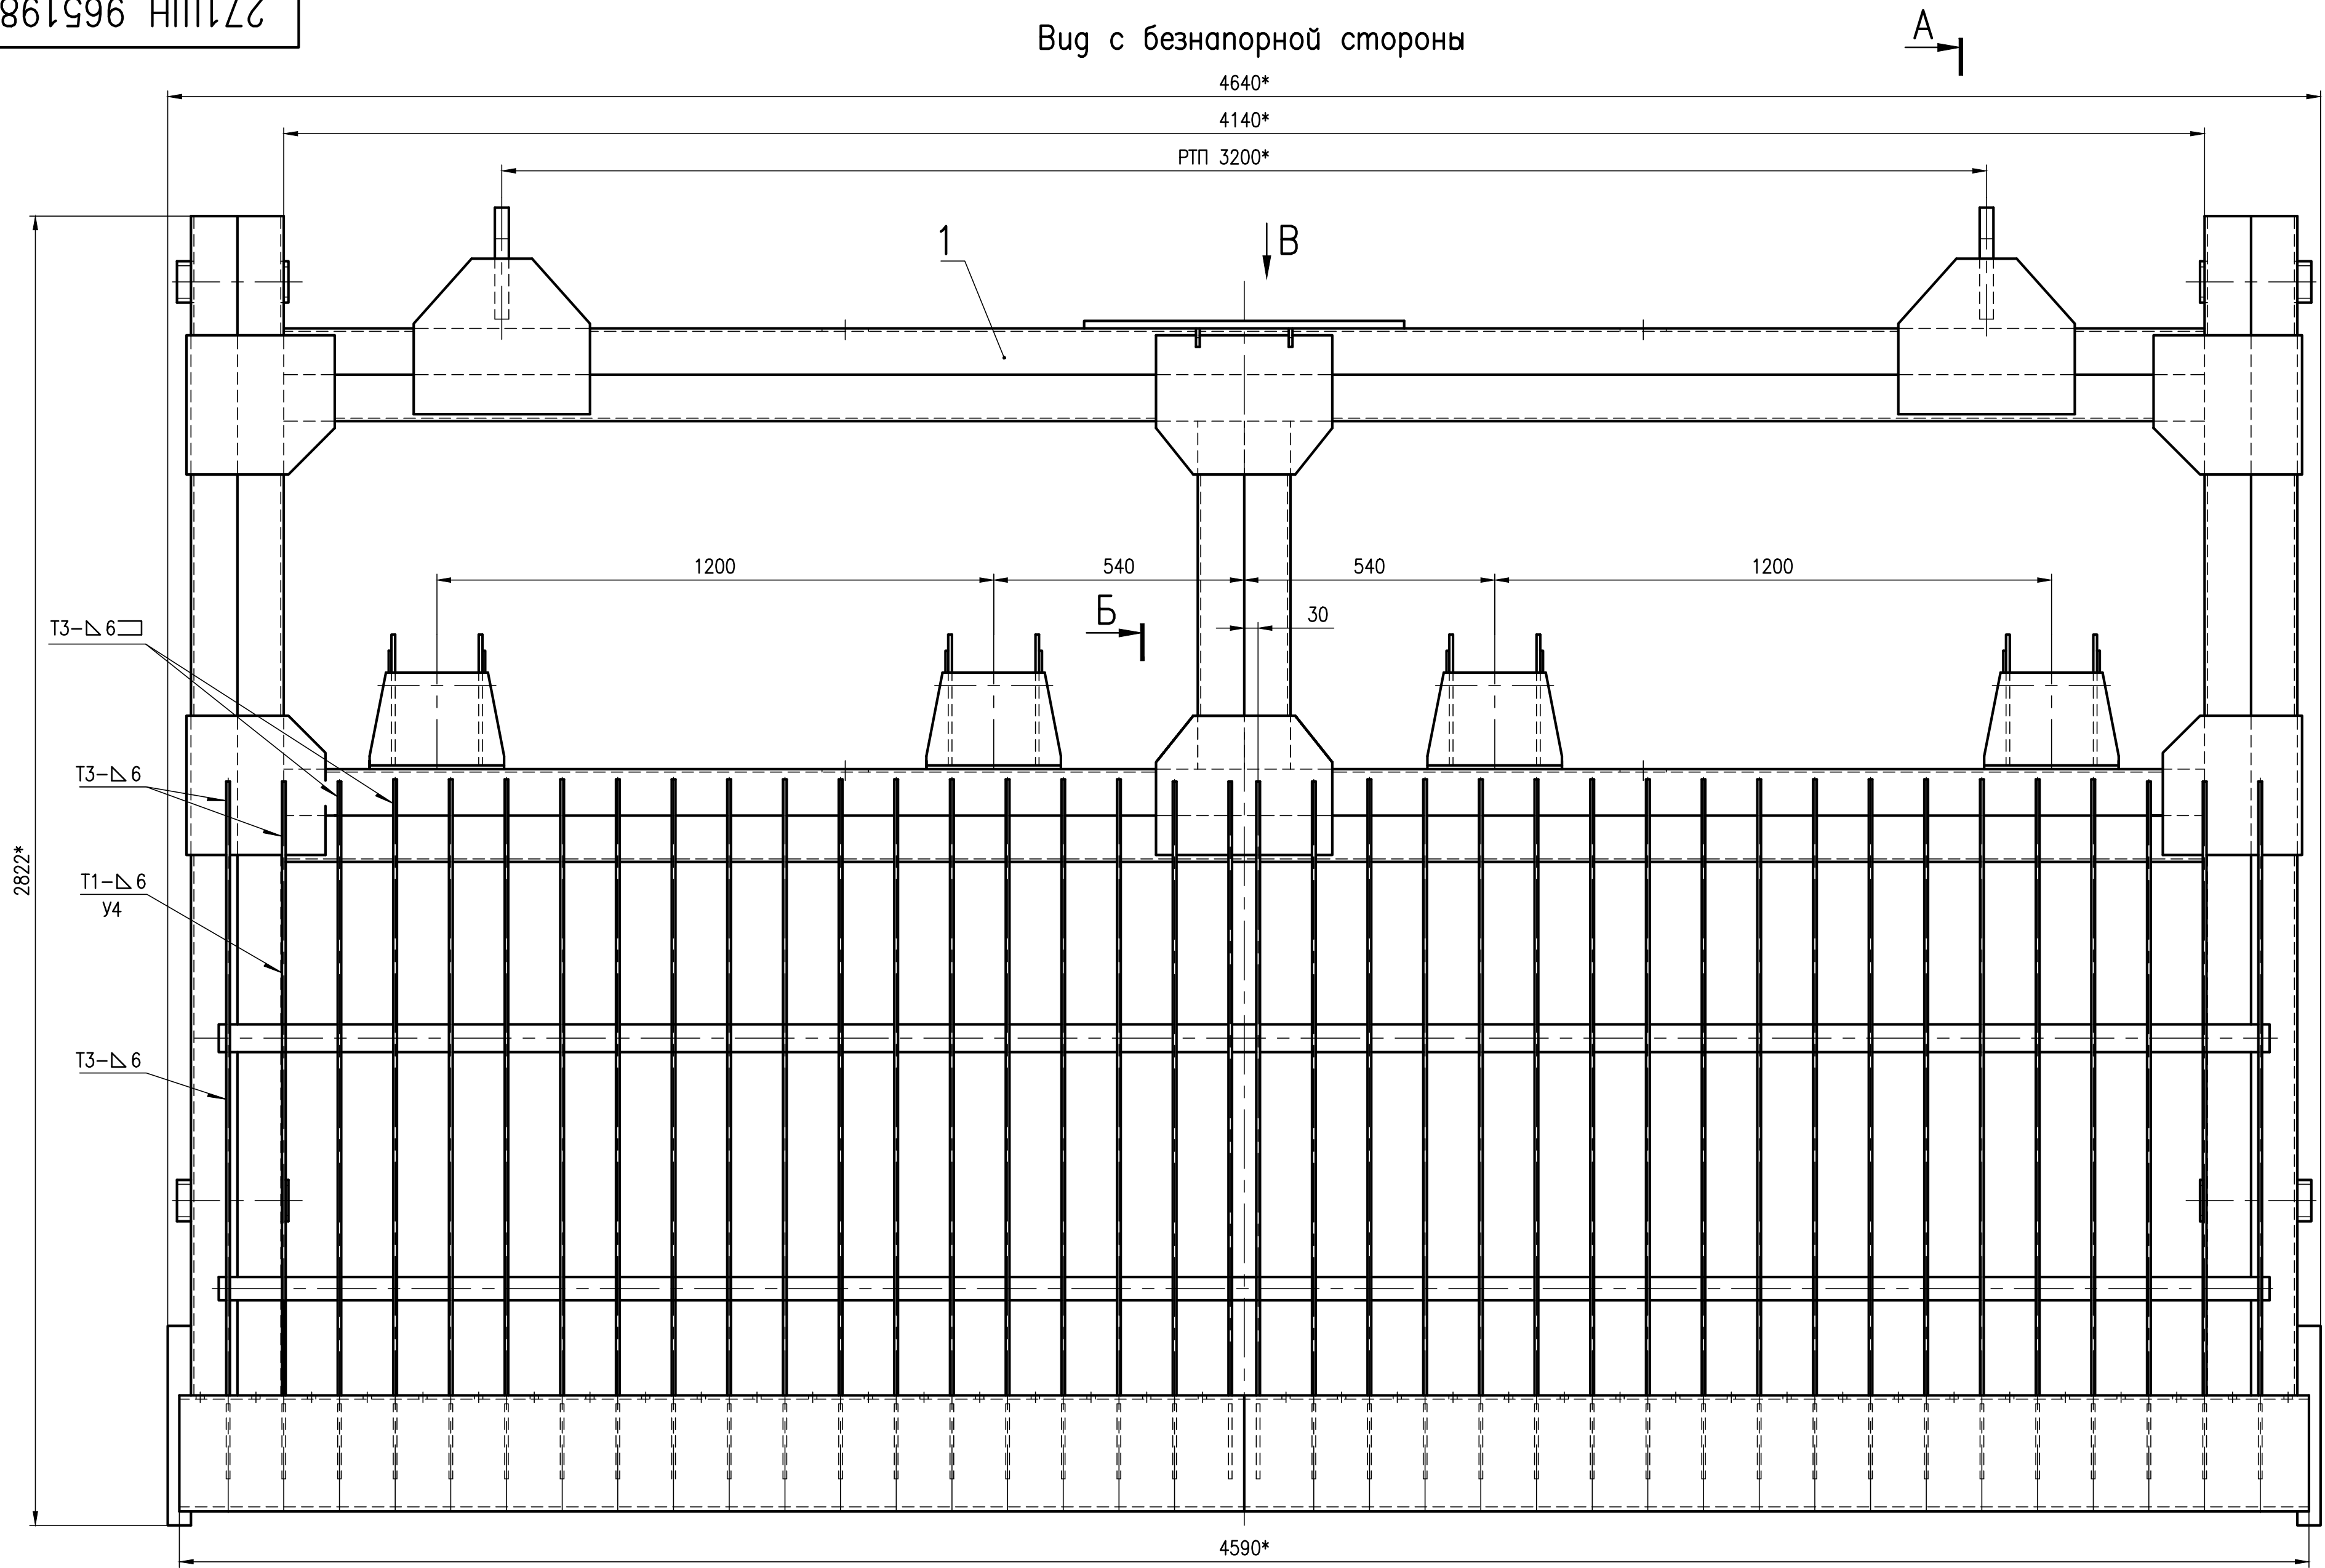 271ШН 965198
Вид с безнапорной стороны
А
4640*
4140*
РТП 3200*
1
В
1200
540
540
1200
Б
30
Т3-⊿6
Т3-⊿6
2822*
Т1-⊿6
У4
Т3-⊿6
4590*